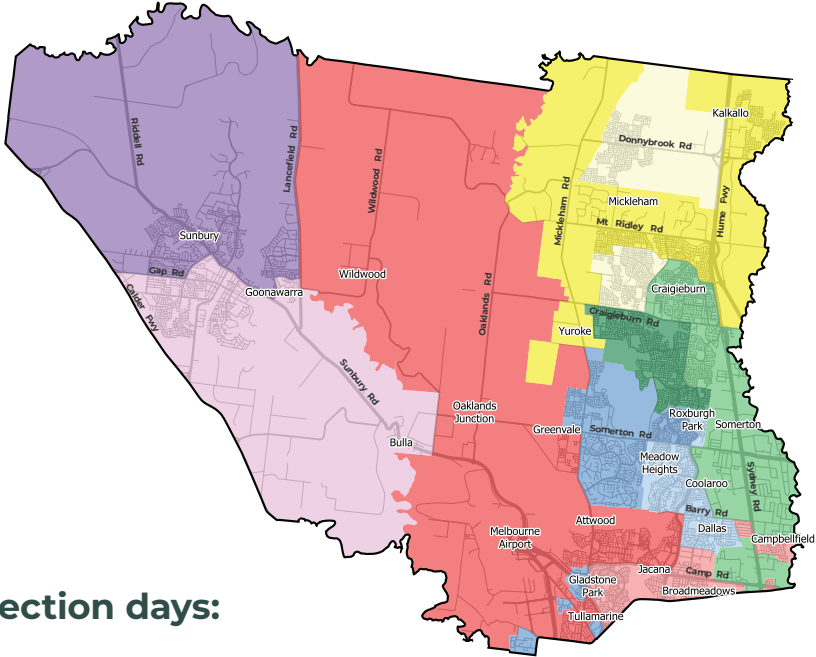 Kalkallo
Donnybrook Rd
Riddell Rd
Lancefield Rd
Wildwood Rd
Mickleham Rd
Mickleham
Hume Fwy
Mt Ridley Rd
Sunbury
Gap Rd
Wildwood
Goonawarra
Calder Fwy
Oaklands Rd
Craigieburn
Craigieburn Rd
Yuroke
Sunbury Rd
Oaklands
Junction
Roxburgh
Park
Somerton
Greenvale
Somerton Rd
Bulla
Meadow
Heights
Coolaroo
Sydney Rd
Barry Rd
Attwood
Dallas
Melbourne
Airport
Campbellfield
Jacana
Camp Rd
Gladstone
Park
Broadmeadows
Tullamarine
ection days: